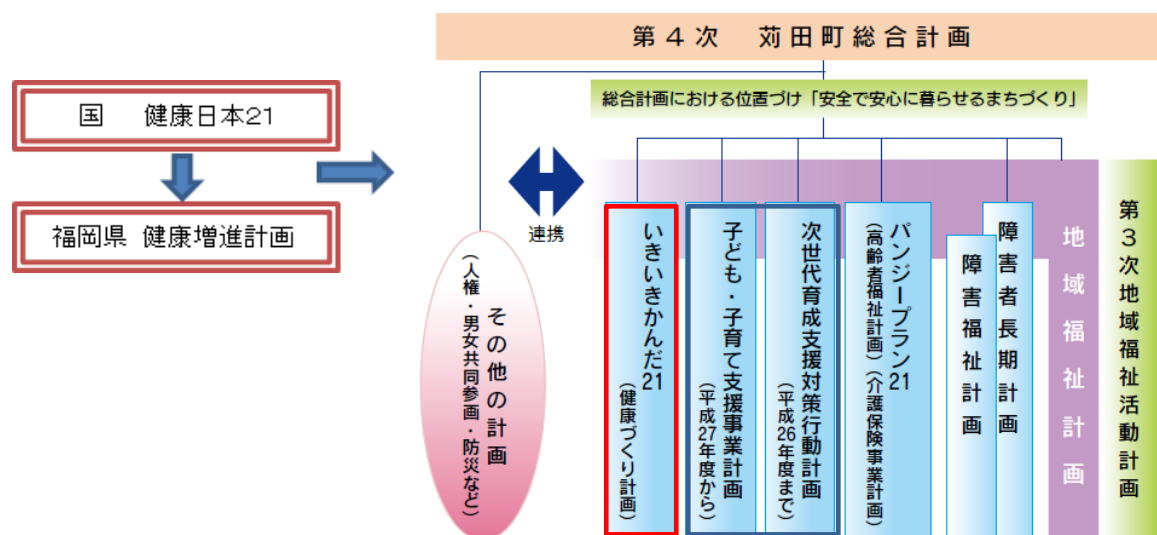 第４次　苅田町総合計画
国　健康日本21
福岡県 健康増進計画
総合計画における位置づけ「安全で安心に暮らせるまちづくり」
連携
その他の計画
（人権・男女共同参画・防災など）
いきいきかんだ21
（健康づくり計画）
子ども・子育て支援事業計画
（平成27年度から）
次世代育成支援対策行動計画
（平成26年度まで）
パンジープラン21
（高齢者福祉計画）（介護保険事業計画）
障害者長期計画
障害福祉計画
地域福祉計画
第３次地域福祉活動計画